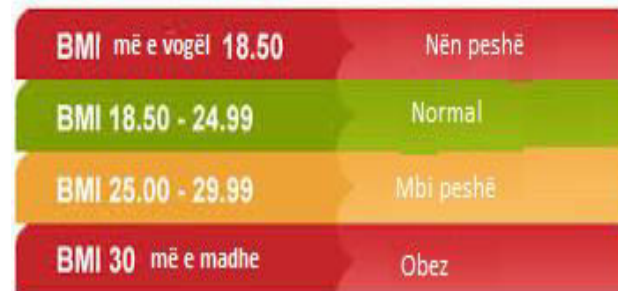 BMI më e vogël 18.50 Nën peshë
BMI 18.50 - 24.99 Normal
BMI 25.00 - 29.99 Mbi peshë
BMI 30 më e madhe Obez